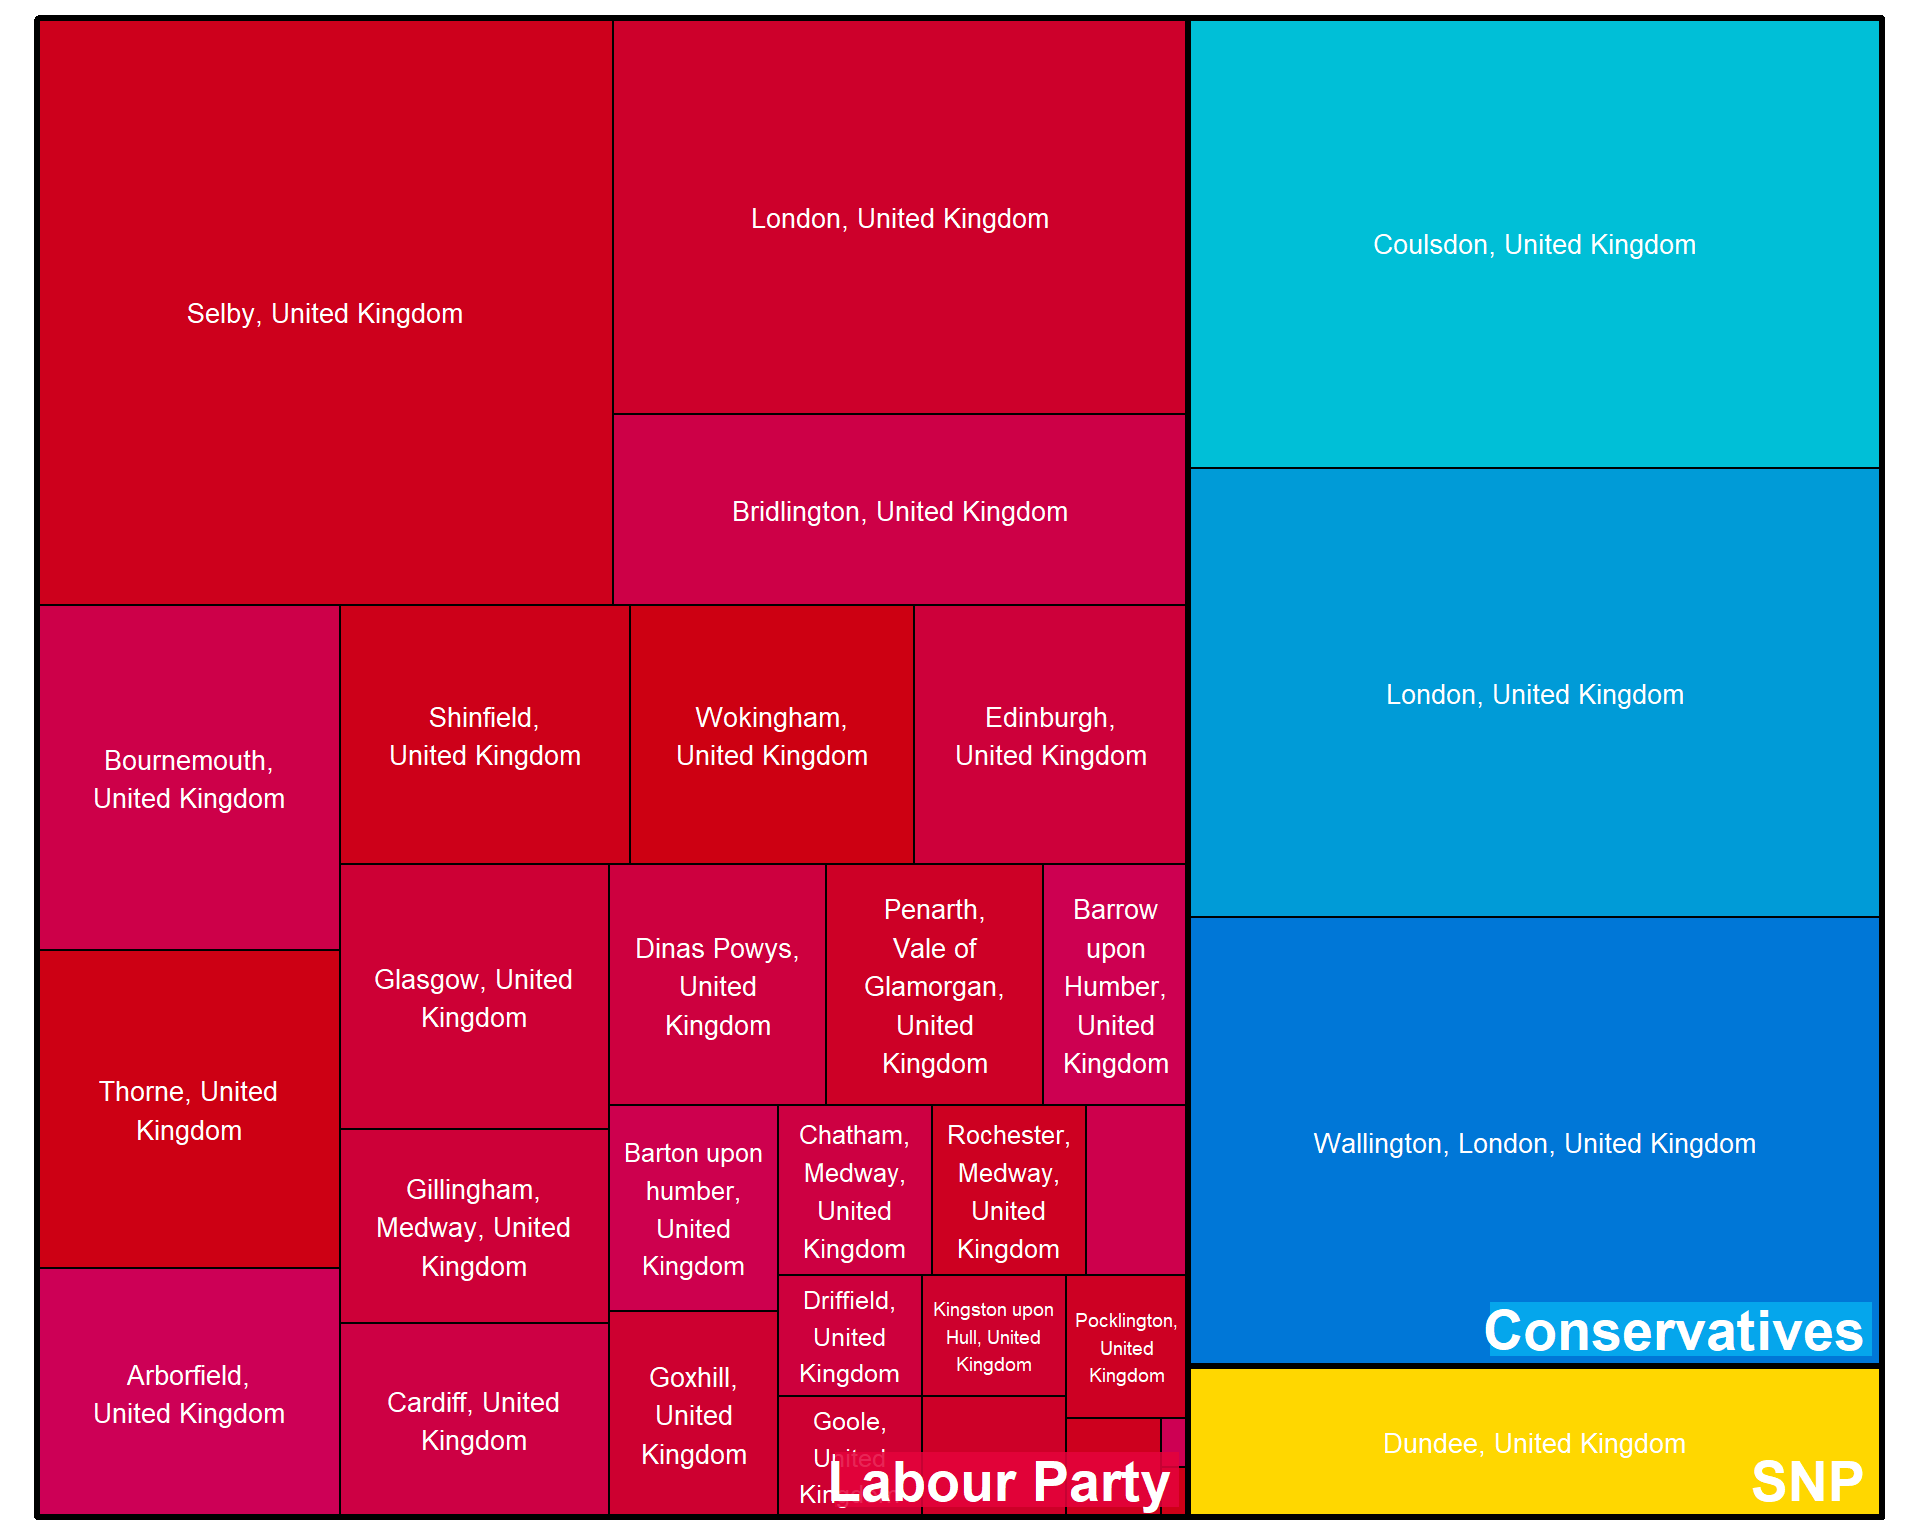 Selby, United Kingdom
London, United Kingdom
Bridlington, United Kingdom
Bournemouth,
United Kingdom
Shinfield,
United Kingdom
Wokingham,
United Kingdom
Edinburgh,
United Kingdom
Thorne, United
Kingdom
Arborfield,
United Kingdom
Glasgow, United
Kingdom
Gillingham,
Medway, United
Kingdom
Cardiff, United
Kingdom
Dinas Powys,
United
Kingdom
Penarth,
Vale of
Glamorgan,
United
Kingdom
Barrow
upon
Humber,
United
Kingdom
Barton upon
humber,
United
Kingdom
Goxhill,
United
Kingdom
Chatham,
Medway,
United
Kingdom
Rochester,
Medway,
United
Kingdom
Driffield,
United
Kingdom
Kingston upon
Hull, United
Kingdom
Pocklington,
United
Kingdom
Goole,
United
Kingdom
Labour Party
Coulsdon, United Kingdom
London, United Kingdom
Wallington, London, United Kingdom
Conservatives
Dundee, United Kingdom
SNP